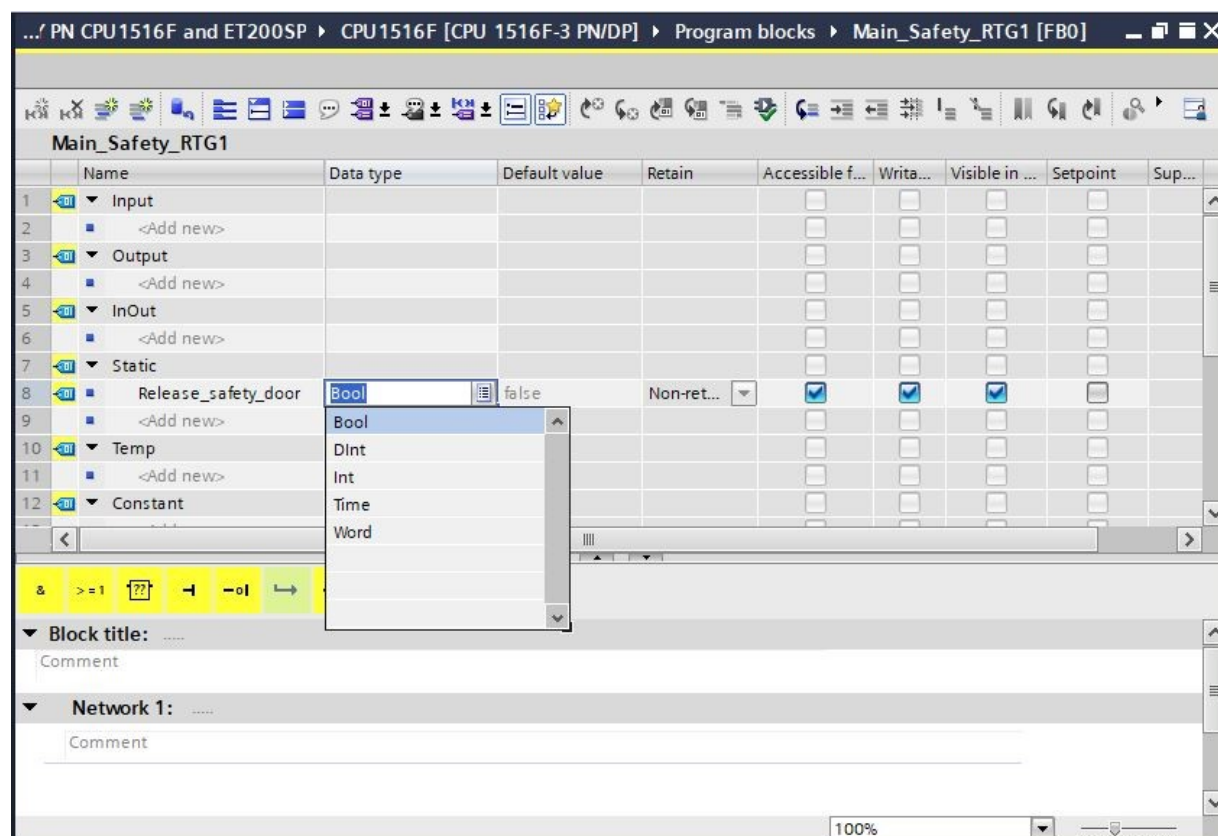 .../ PN CPU1516F and ET200SP ▸ CPU1516F [CPU 1516F-3 PN/DP] ▸ Program blocks ▸ Main_Safety_RTG1 [FB0]
Main_Safety_RTG1
Name Data type Default value Retain Accessible f... Writa... Visible in ... Setpoint Sup...
1 Input
2 <Add new>
3 Output
4 <Add new>
5 InOut
6 <Add new>
7 Static
8 Release_safety_door Bool false Non-ret...
9 <Add new> Bool
10 Temp DInt
11 <Add new> Int
12 Constant Time
Word
& >=1 ??
Block title: .....
Comment
Network 1: .....
Comment
100%